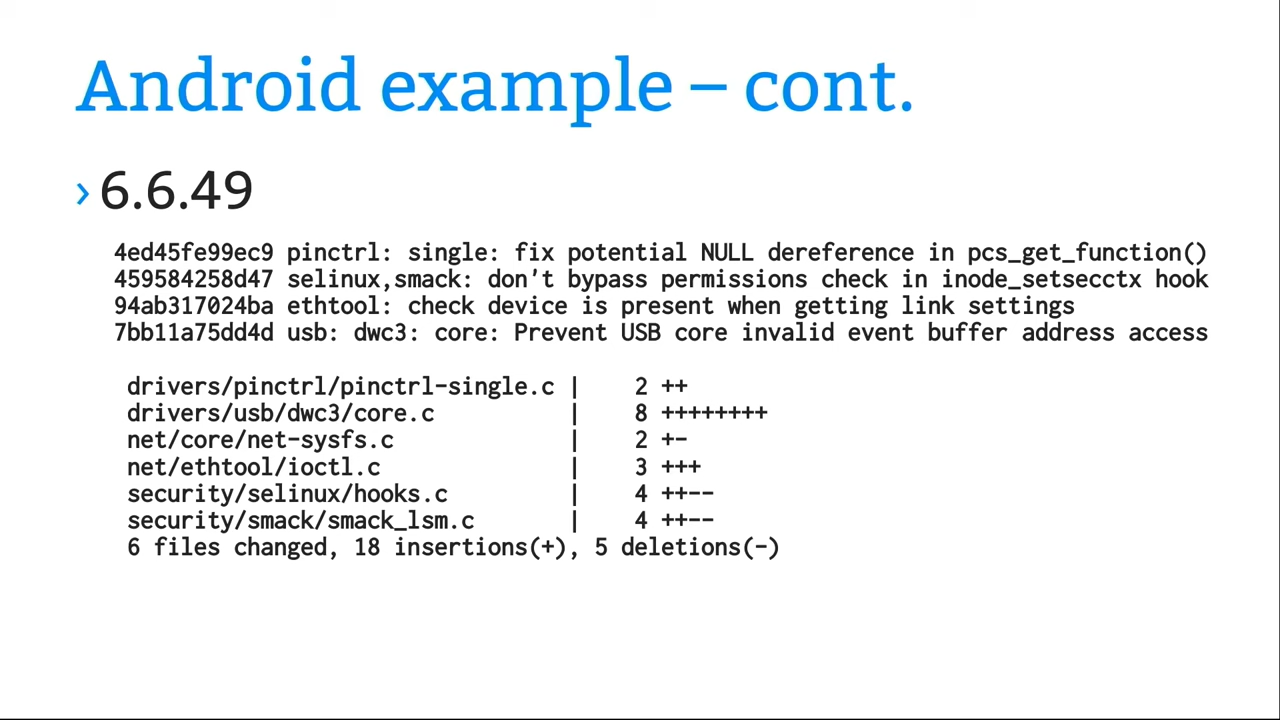 Android example – cont.
› 6.6.49
4ed45fe99ec9 pinctrl: single: fix potential NULL dereference in pcs_get_function()
459584258d47 selinux,smack: don't bypass permissions check in inode_setsecctx hook
94ab317024ba ethtool: check device is present when getting link settings
7bb11a75dd4d usb: dwc3: core: Prevent USB core invalid event buffer address access
drivers/pinctrl/pinctrl-single.c | 2 ++
drivers/usb/dwc3/core.c | 8 ++++++++
net/core/net-sysfs.c | 2 +-
net/ethtool/ioctl.c | 3 +++
security/selinux/hooks.c | 4 ++--
security/smack/smack_lsm.c | 4 ++--
6 files changed, 18 insertions(+), 5 deletions(-)